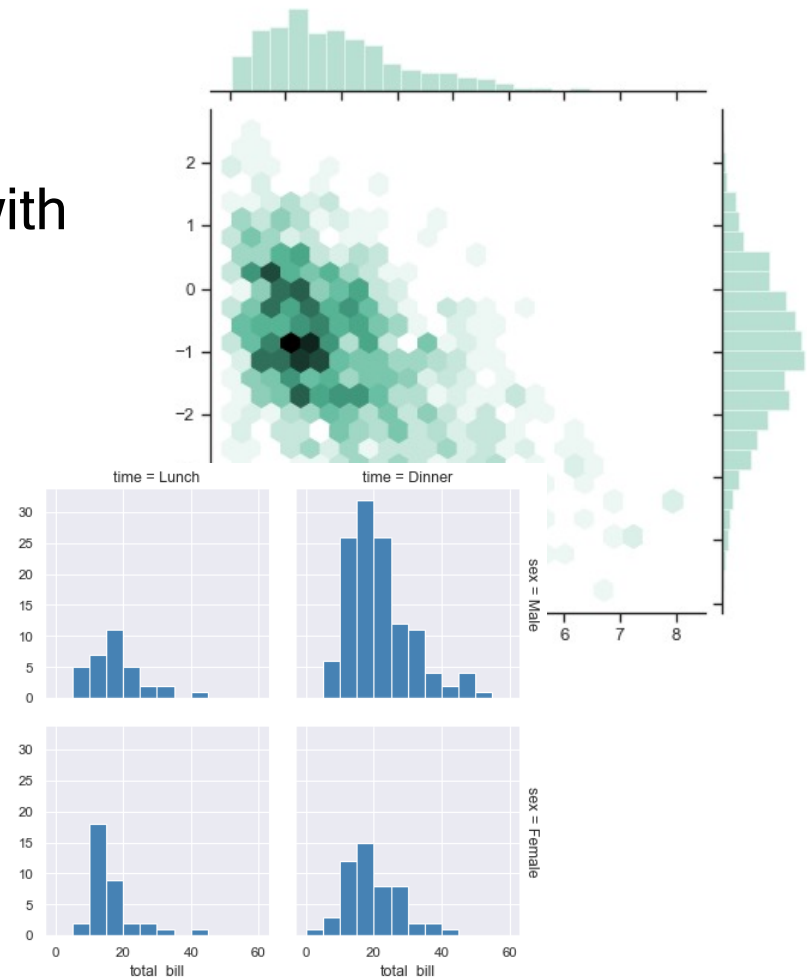 with
2
1
0
−1
−2
6 7 8
time = Lunch time = Dinner
30
25
20
15
10
5
0
sex = Male
30
25
20
15
10
5
0
sex = Female
0 20 40 60 0 20 40 60
total_bill total_bill